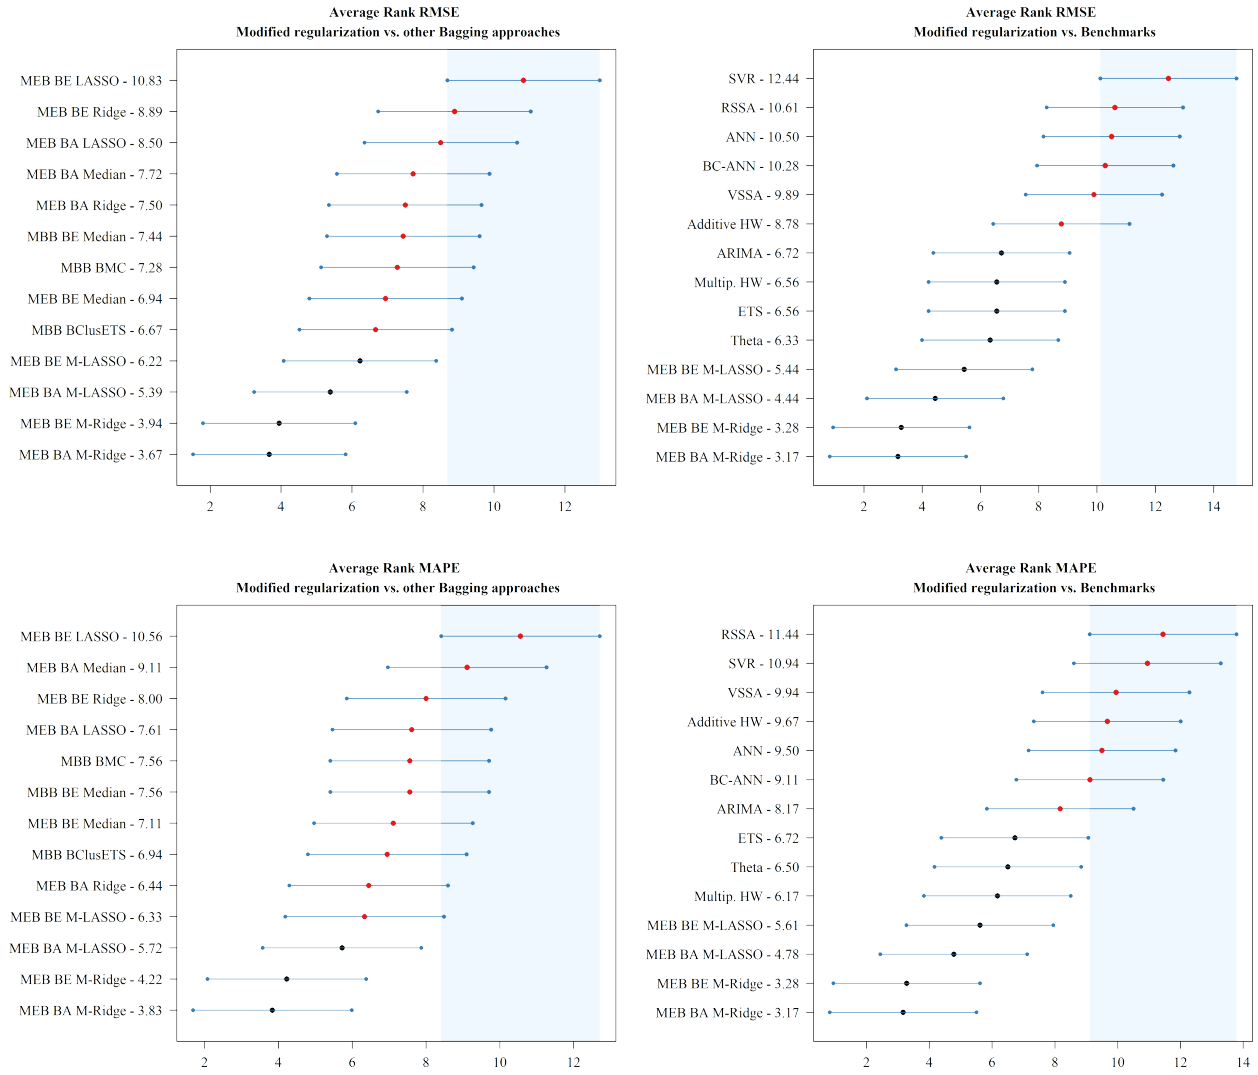 Average Rank RMSE
Modified regularization vs. other Bagging approaches
MEB BE LASSO - 10.83
MEB BE Ridge - 8.89
MEB BA LASSO - 8.50
MEB BA Median - 7.72
MEB BA Ridge - 7.50
MBB BE Median - 7.44
MBB BMC - 7.28
MEB BE Median - 6.94
MBB BClusETS - 6.67
MEB BE M-LASSO - 6.22
MEB BA M-LASSO - 5.39
MEB BE M-Ridge - 3.94
MEB BA M-Ridge - 3.67
2 4 6 8 10 12
Average Rank RMSE
Modified regularization vs. Benchmarks
SVR - 12.44
RSSA - 10.61
ANN - 10.50
BC-ANN - 10.28
VSSA - 9.89
Additive HW - 8.78
ARIMA - 6.72
Multip. HW - 6.56
ETS - 6.56
Theta - 6.33
MEB BE M-LASSO - 5.44
MEB BA M-LASSO - 4.44
MEB BE M-Ridge - 3.28
MEB BA M-Ridge - 3.17
2 4 6 8 10 12 14
Average Rank MAPE
Modified regularization vs. other Bagging approaches
MEB BE LASSO - 10.56
MEB BA Median - 9.11
MEB BE Ridge - 8.00
MEB BA LASSO - 7.61
MBB BMC - 7.56
MBB BE Median - 7.56
MEB BE Median - 7.11
MBB BClusETS - 6.94
MEB BA Ridge - 6.44
MEB BE M-LASSO - 6.33
MEB BA M-LASSO - 5.72
MEB BE M-Ridge - 4.22
MEB BA M-Ridge - 3.83
2 4 6 8 10 12
Average Rank MAPE
Modified regularization vs. Benchmarks
RSSA - 11.44
SVR - 10.94
VSSA - 9.94
Additive HW - 9.67
ANN - 9.50
BC-ANN - 9.11
ARIMA - 8.17
ETS - 6.72
Theta - 6.50
Multip. HW - 6.17
MEB BE M-LASSO - 5.61
MEB BA M-LASSO - 4.78
MEB BE M-Ridge - 3.28
MEB BA M-Ridge - 3.17
2 4 6 8 10 12 14